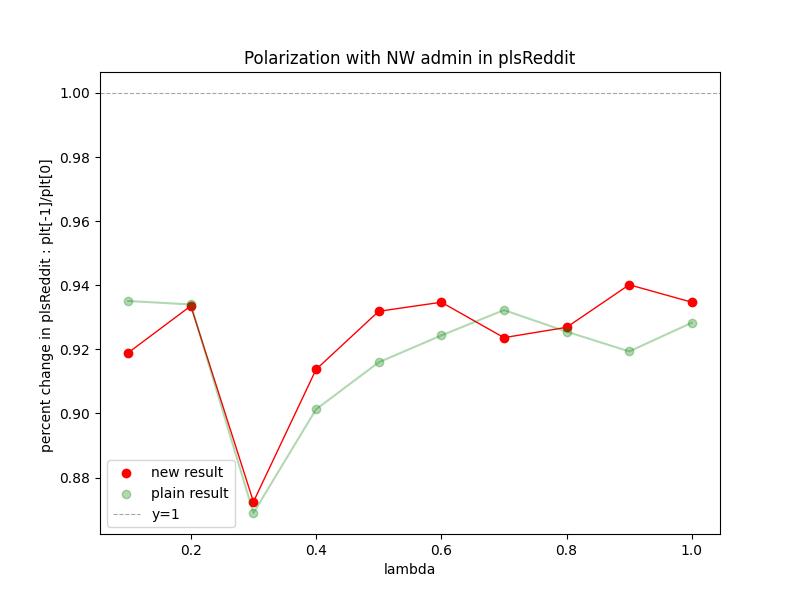 Polarization with NW admin in plsReddit
percent change in plsReddit : plt[-1]/plt[0]
1.00
0.98
0.96
0.94
0.92
0.90
0.88
new result
plain result
y=1
0.2
0.4
0.6
0.8
1.0
lambda